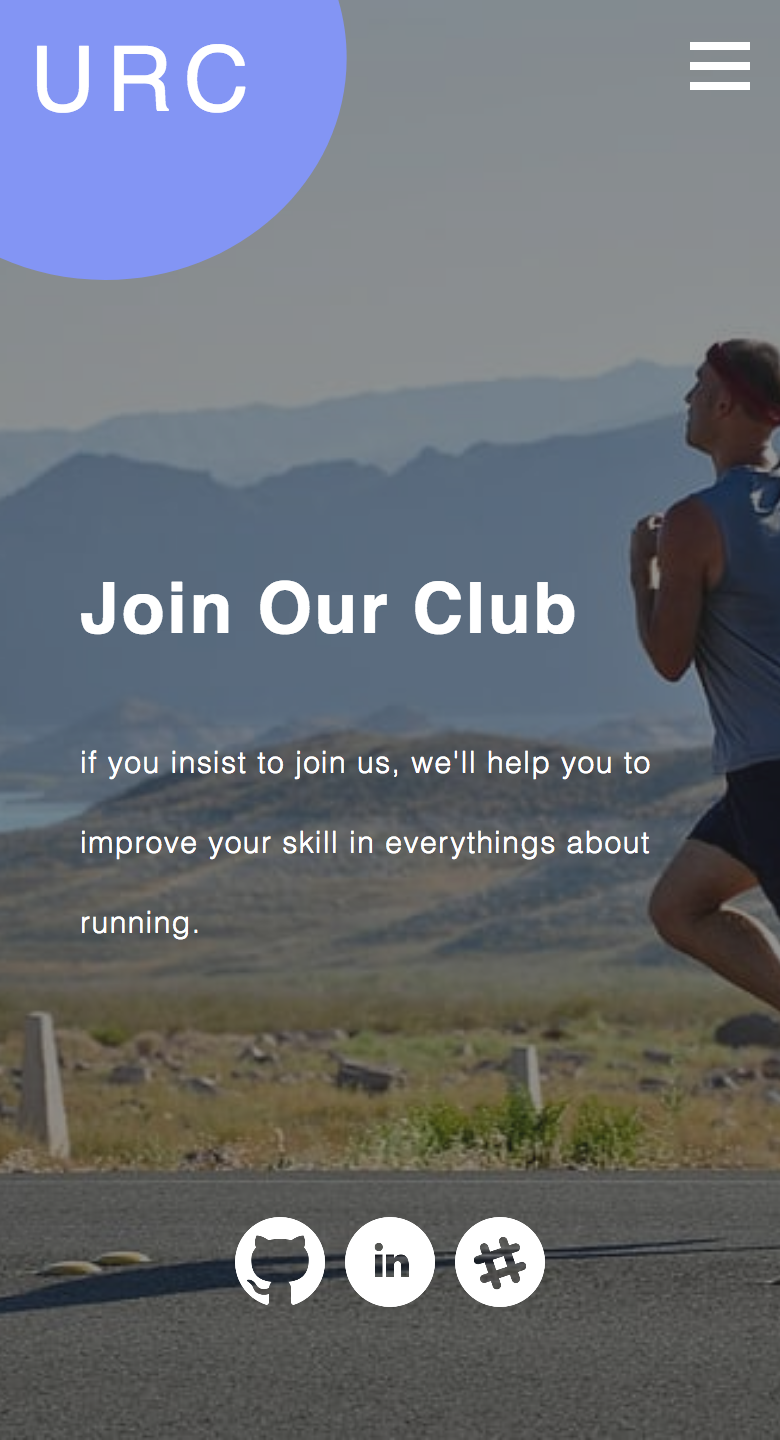 URC
Join Our Club
if you insist to join us, we'll help you to
improve your skill in everythings about
running.
in